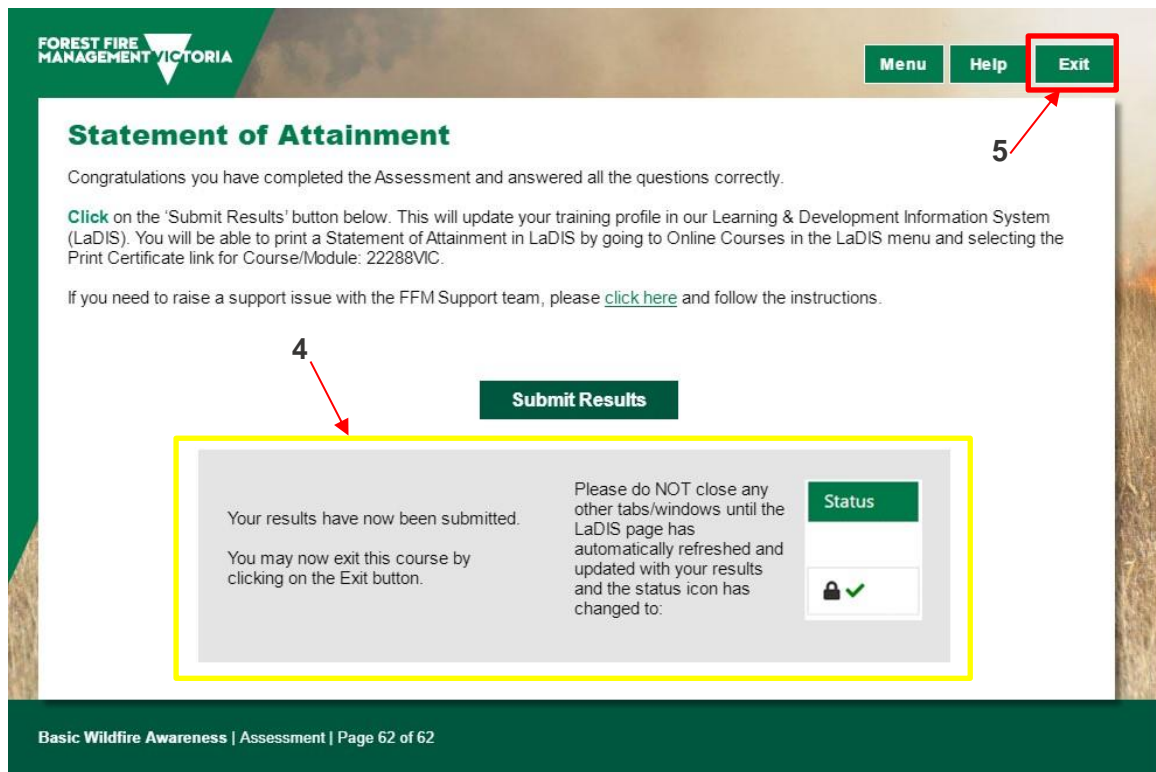 FOREST FIRE
MANAGEMENT VICTORIA
Menu Help Exit
Statement of Attainment
5
Congratulations you have completed the Assessment and answered all the questions correctly.
Click on the 'Submit Results' button below. This will update your training profile in our Learning & Development Information System
(LaDIS). You will be able to print a Statement of Attainment in LaDIS by going to Online Courses in the LaDIS menu and selecting the
Print Certificate link for Course/Module: 22288VIC.
If you need to raise a support issue with the FFM Support team, please click here and follow the instructions.
4
Submit Results
Your results have now been submitted.
You may now exit this course by
clicking on the Exit button.
Please do NOT close any
other tabs/windows until the
LaDIS page has
automatically refreshed and
updated with your results
and the status icon has
changed to:
Status
Basic Wildfire Awareness | Assessment | Page 62 of 62